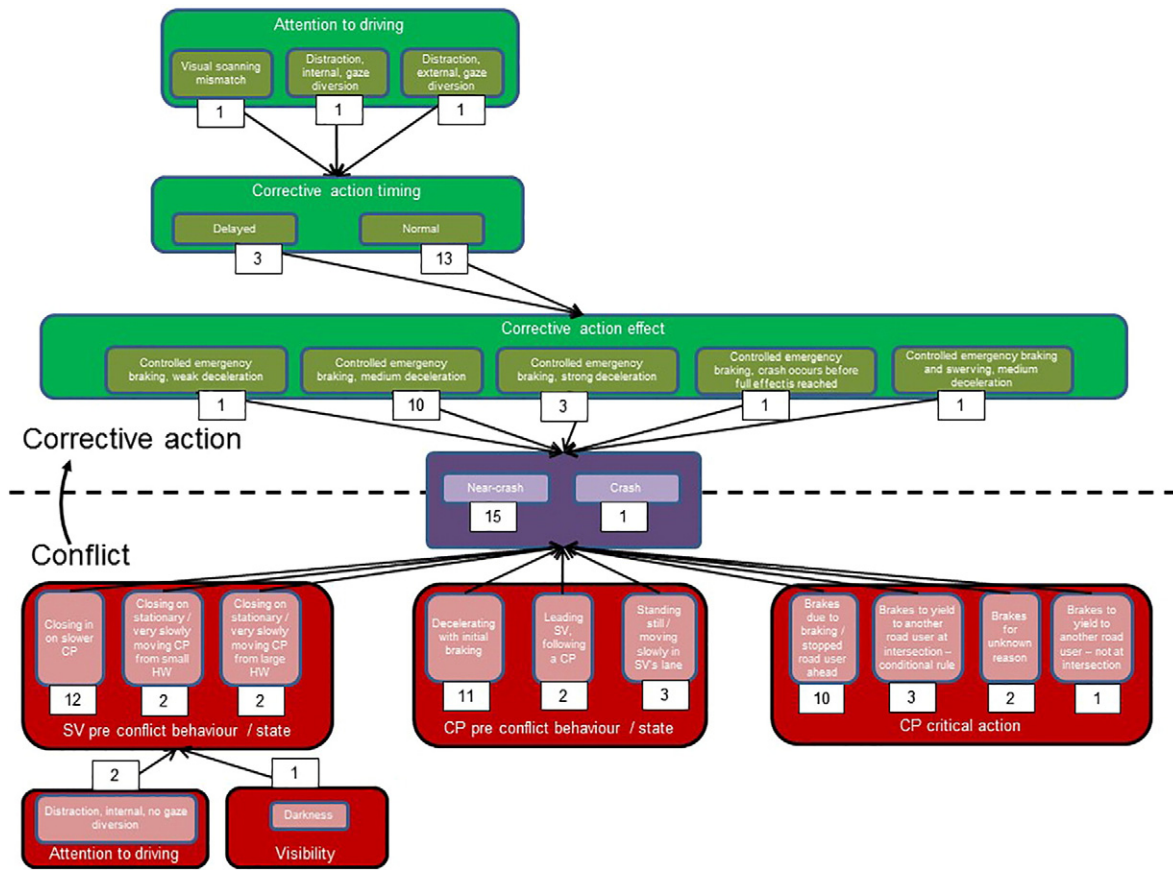 Attention to driving
Visual scanning
mismatch
Distraction,
internal, gaze
diversion
Distraction,
external, gaze
diversion
1
1
1
Corrective action timing
Delayed
Normal
3
13
Corrective action effect
Controlled emergency
braking, weak deceleration
Controlled emergency
braking, medium deceleration
Controlled emergency
braking, strong deceleration
Controlled emergency
braking, crash occurs before
full effect is reached
Controlled emergency braking
and swerving, medium
deceleration
1
10
3
1
1
Corrective action
Near-crash
Crash
15
1
Conflict
Closing in
on slower
CP
Closing on
stationary /
very slowly
moving CP
from small
HW
Closing on
stationary /
very slowly
moving CP
from large
HW
12
2
2
SV pre conflict behaviour / state
Decelerating
with initial
braking
Leading
SV,
following
a CP
Standing
still /
moving
slowly in
SV's lane
11
2
3
CP pre conflict behaviour / state
Brakes
due to
braking /
stopped
road user
ahead
Brakes to yield
to another
road user at
intersection –
conditional rule
Brakes
for
unknown
reason
Brakes to
yield to
another road
user – not at
intersection
10
3
2
1
CP critical action
2
1
Distraction, internal, no gaze
diversion
Attention to driving
Darkness
Visibility